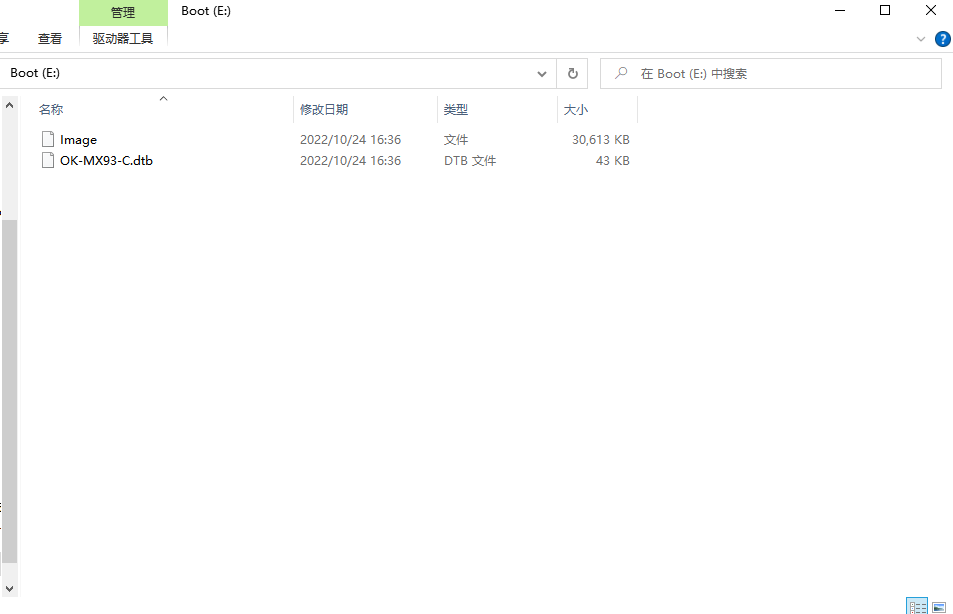 管理
Boot (E:)
享
查看
驱动器工具
?
Boot (E:)
在 Boot (E:) 中搜索
名称
修改日期
类型
大小
Image
2022/10/24 16:36
文件
30,613 KB
OK-MX93-C.dtb
2022/10/24 16:36
DTB 文件
43 KB